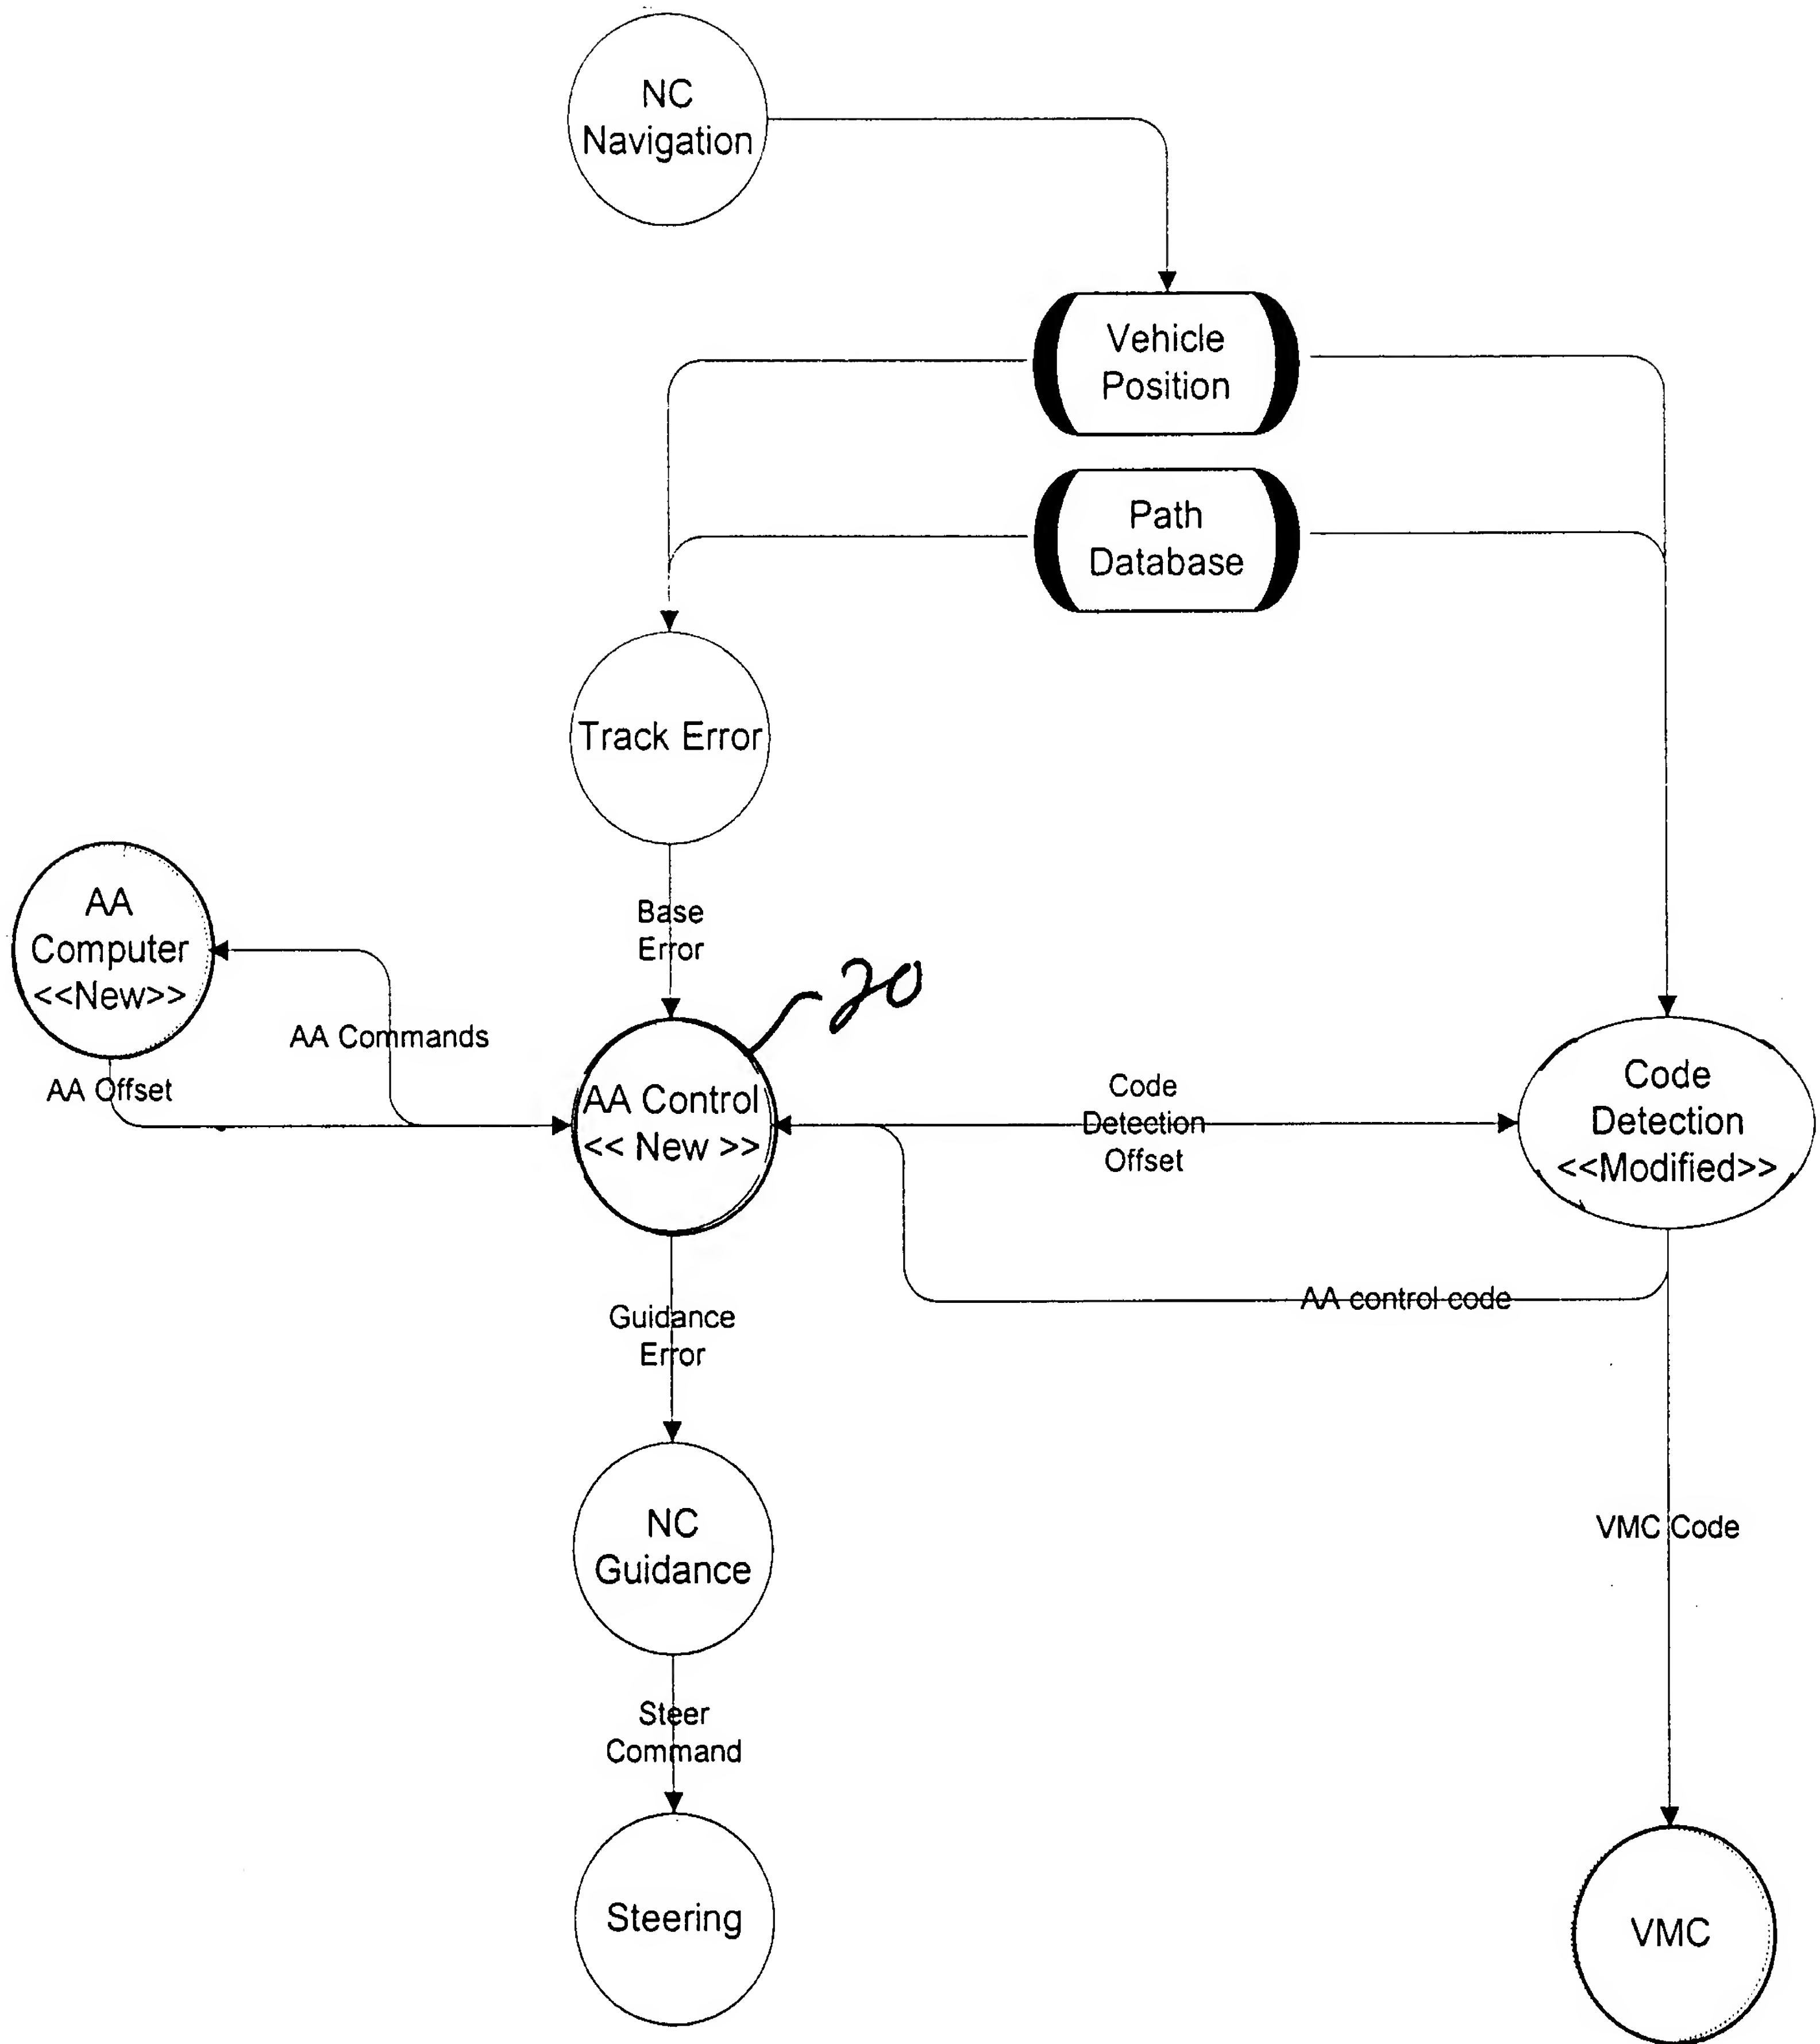 NC
Navigation
Vehicle
Position
Path
Database
Track Error
AA
Computer
<<New>>
Base
Error
20
AA Commands
AA Offset
AA Control
<< New >>
Code
Detection
Offset
Code
Detection
<<Modified>>
AA control code
Guidance
Error
NC
Guidance
VMC Code
Steer
Command
Steering
VMC